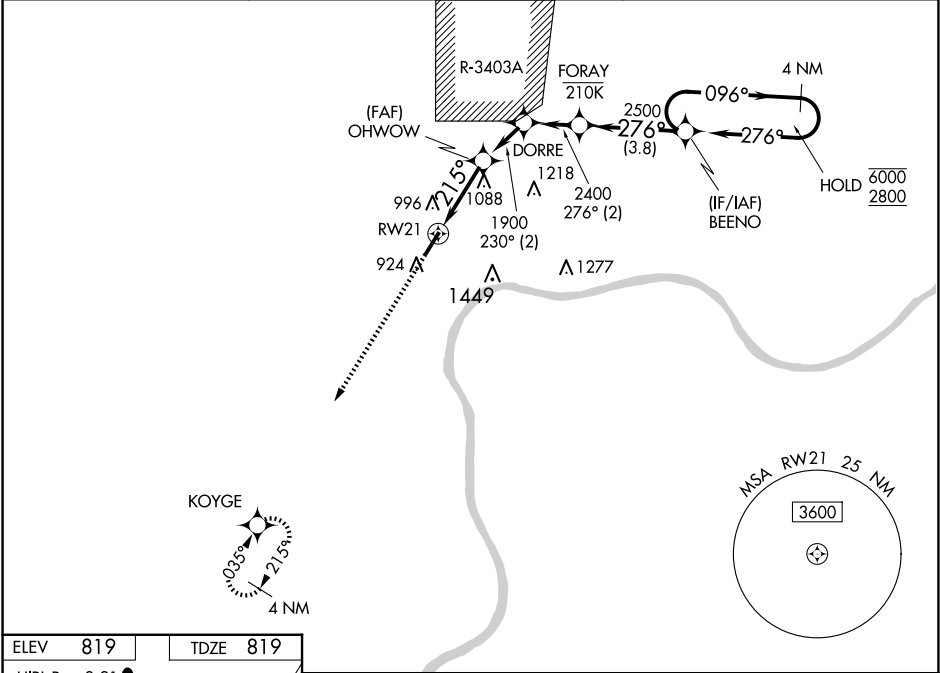 R-3403A
FORAY
210K
4 NM
096°
2500
276°
(3.8)
276°
(FAF)
OHWOW
DORRE
HOLD 6000
2800
(IF/IAF)
BEENO
1218
2400
276° (2)
215°
1088
996
1900
230° (2)
RW21
924
1277
1449
MSA RW21 25 NM
3600
KOYGE
035°
215°
4 NM
ELEV 819
TDZE 819